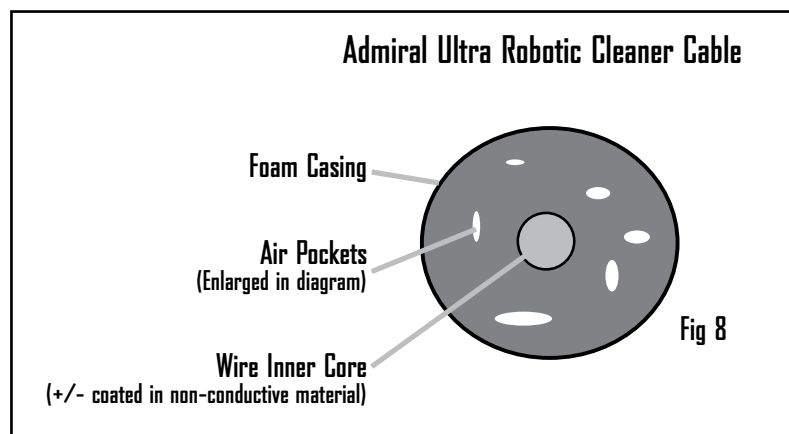 Admiral Ultra Robotic Cleaner Cable
Foam Casing
Air Pockets
(Enlarged in diagram)
Wire Inner Core
(+/- coated in non-conductive material)
Fig 8